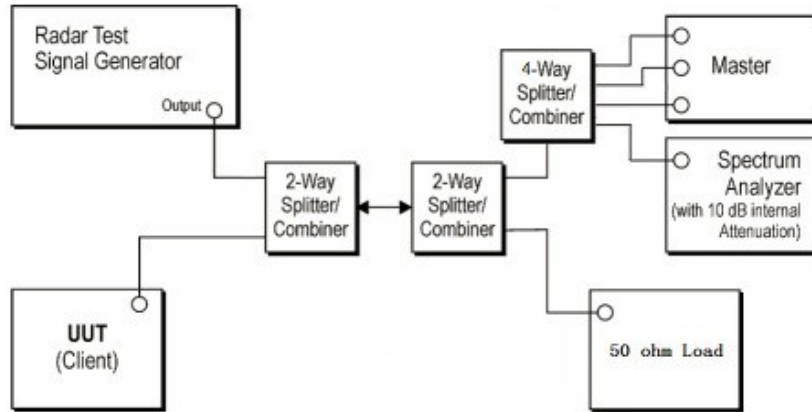 Radar Test
Signal Generator
Output
4-Way
Splitter/
Combiner
Master
2-Way
Splitter/
Combiner
2-Way
Splitter/
Combiner
Spectrum
Analyzer
(with 10 dB internal
Attenuation)
UUT
(Client)
50 ohm Load